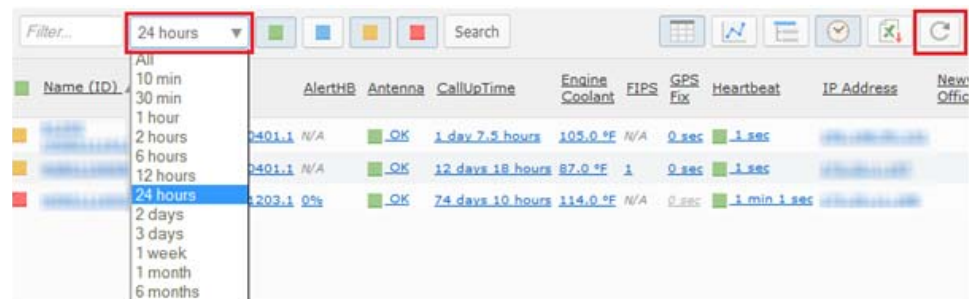 Filter... 24 hours Search
Name (ID) AlertHB Antenna CallUpTime Engine Coolant FIPS GPS Fix Heartbeat IP Address
All
10 min
30 min
1 hour
2 hours
6 hours
12 hours
24 hours
2 days
3 days
1 week
1 month
6 months
0401.1 N/A OK 1 day 7.5 hours 105.0 °F N/A 0 sec 1 sec
0401.1 N/A OK 12 days 18 hours 87.0 °F 1 0 sec 1 sec
1203.1 0% OK 74 days 10 hours 114.0 °F N/A 0 sec 1 min 1 sec